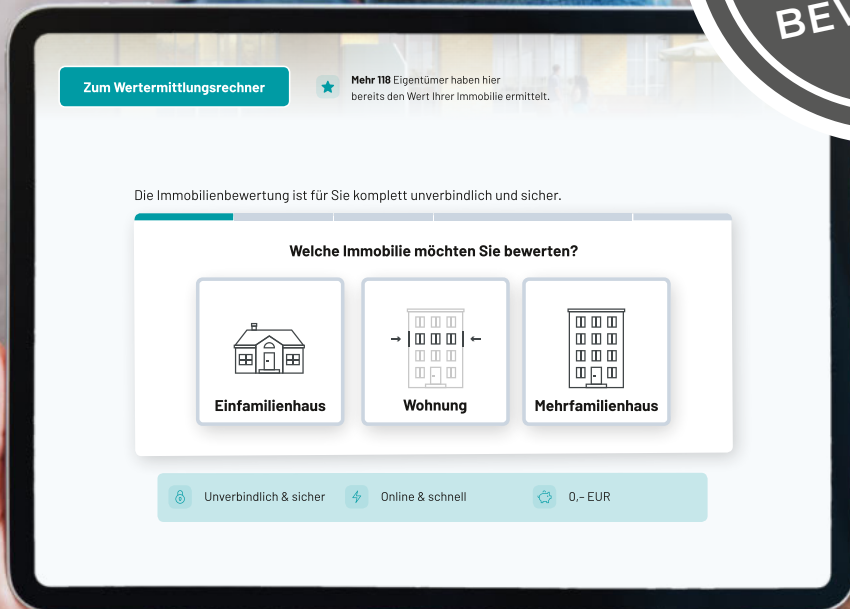 Zum Wertermittlungsrechner
Mehr 118 Eigentümer haben hier
bereits den Wert Ihrer Immobilie ermittelt.
Die Immobilienbewertung ist für Sie komplett unverbindlich und sicher.
Welche Immobilie möchten Sie bewerten?
Einfamilienhaus
Wohnung
Mehrfamilienhaus
Unverbindlich & sicher
Online & schnell
0,- EUR